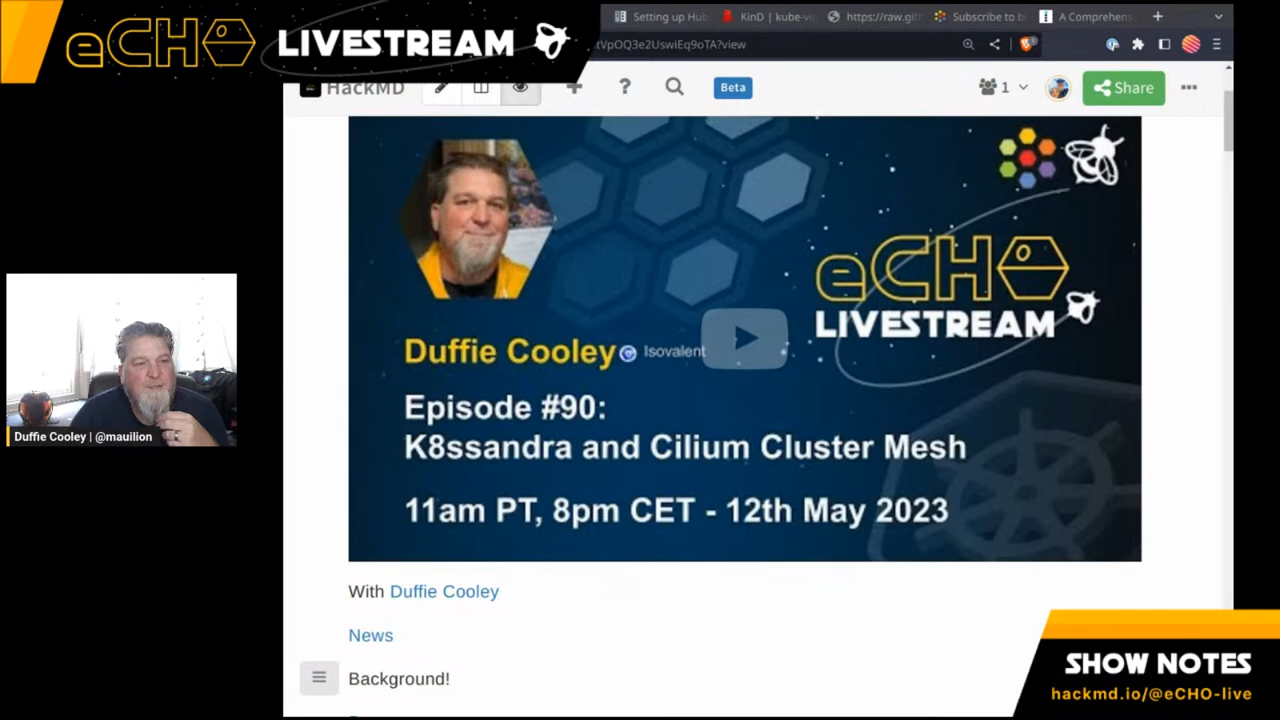 eCHO LIVESTREAM
Setting up Hub
KinD | kube-vi
https://raw.git
Subscribe to b
A Comprehens
tVpOQ3e2UswiEq9oTA?view
HackMD
Beta
1
Share
eCHO
LIVESTREAM
Duffie Cooley
Isovalent
Episode #90:
K8ssandra and Cilium Cluster Mesh
11am PT, 8pm CET - 12th May 2023
With Duffie Cooley
News
Background!
Duffie Cooley | @mauilion
SHOW NOTES
hackmd.io/@eCHO-live